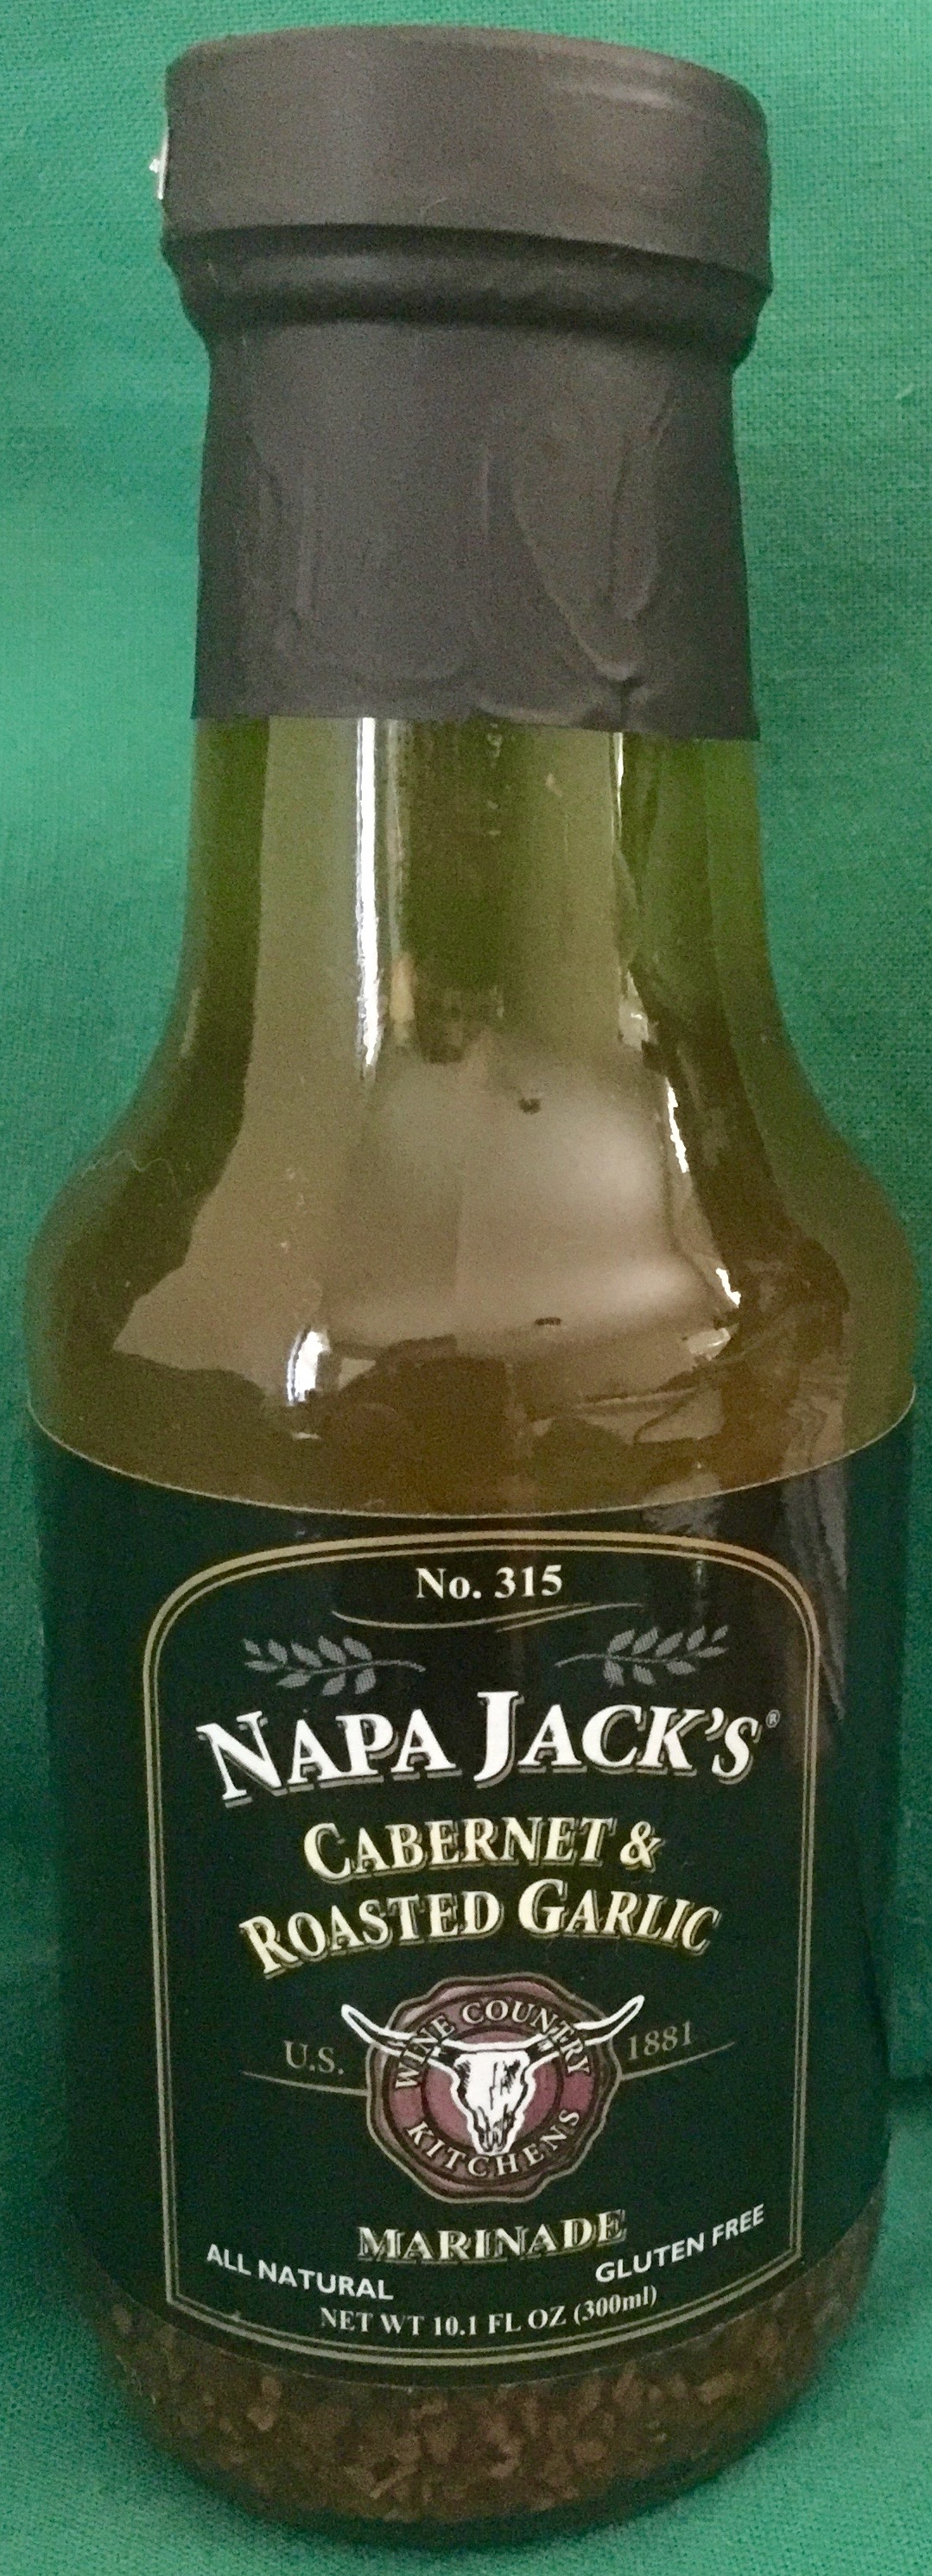 No. 315
NAPA JACK'S®
CABERNET &
ROASTED GARLIC
WINE COUNTRY
U.S. 1881
KITCHENS
MARINADE
ALL NATURAL GLUTEN FREE
NET WT 10.1 FL OZ (300ml)